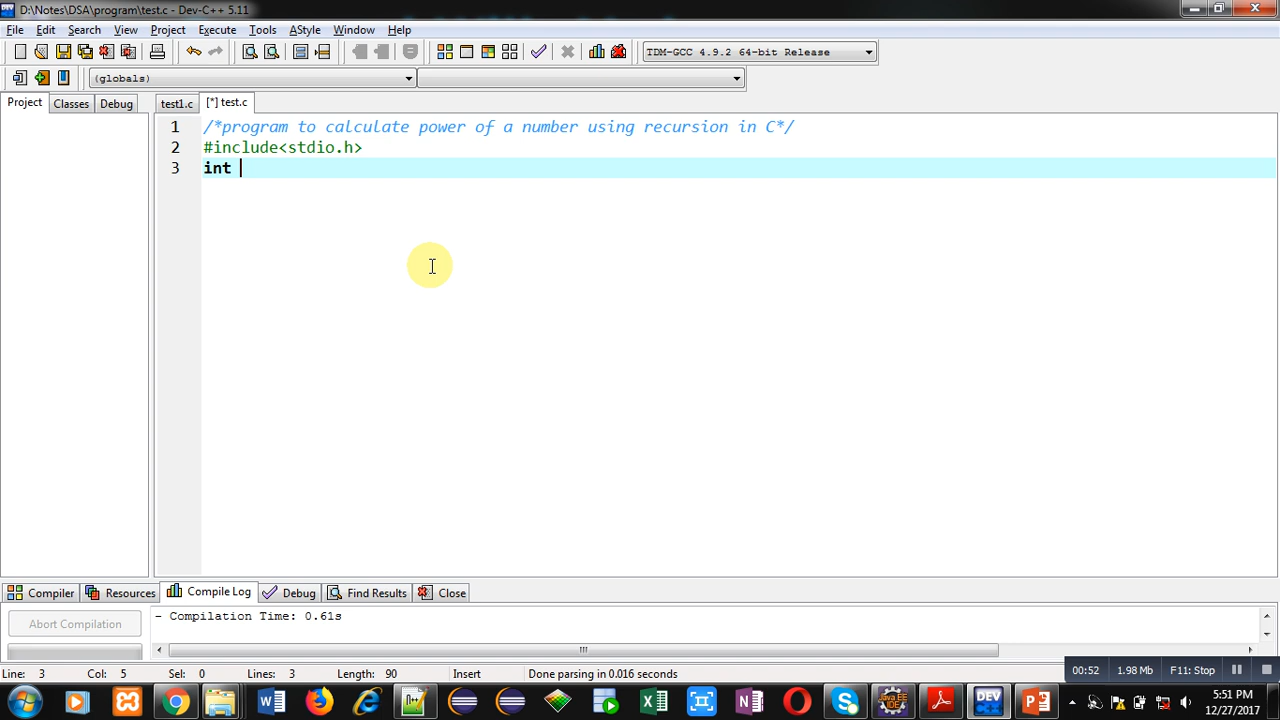 D:\Notes\DSA\program\test.c - Dev-C++ 5.11
File Edit Search View Project Execute Tools AStyle Window Help
TDM-GCC 4.9.2 64-bit Release
(globals)
Project Classes Debug test1.c [*] test.c
1 /*program to calculate power of a number using recursion in C*/
2 #include<stdio.h>
3 int
Compiler Resources Compile Log Debug Find Results Close
Abort Compilation
- Compilation Time: 0.61s
Line: 3 Col: 5 Sel: 0 Lines: 3 Length: 90 Insert Done parsing in 0.016 seconds
00:52 1.98 Mb F11: Stop
5:51 PM
12/27/2017